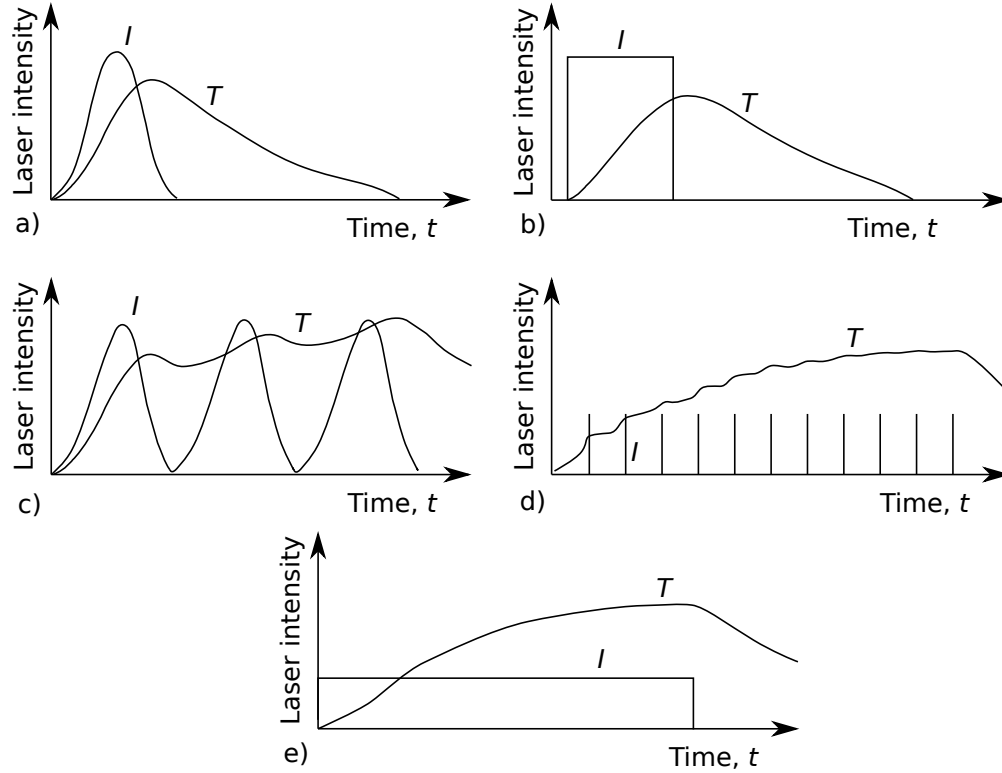 Laser intensity
I
T
Time, t
a)
Laser intensity
I
T
Time, t
b)
Laser intensity
I
T
Time, t
c)
Laser intensity
T
I
Time, t
d)
Laser intensity
T
I
Time, t
e)